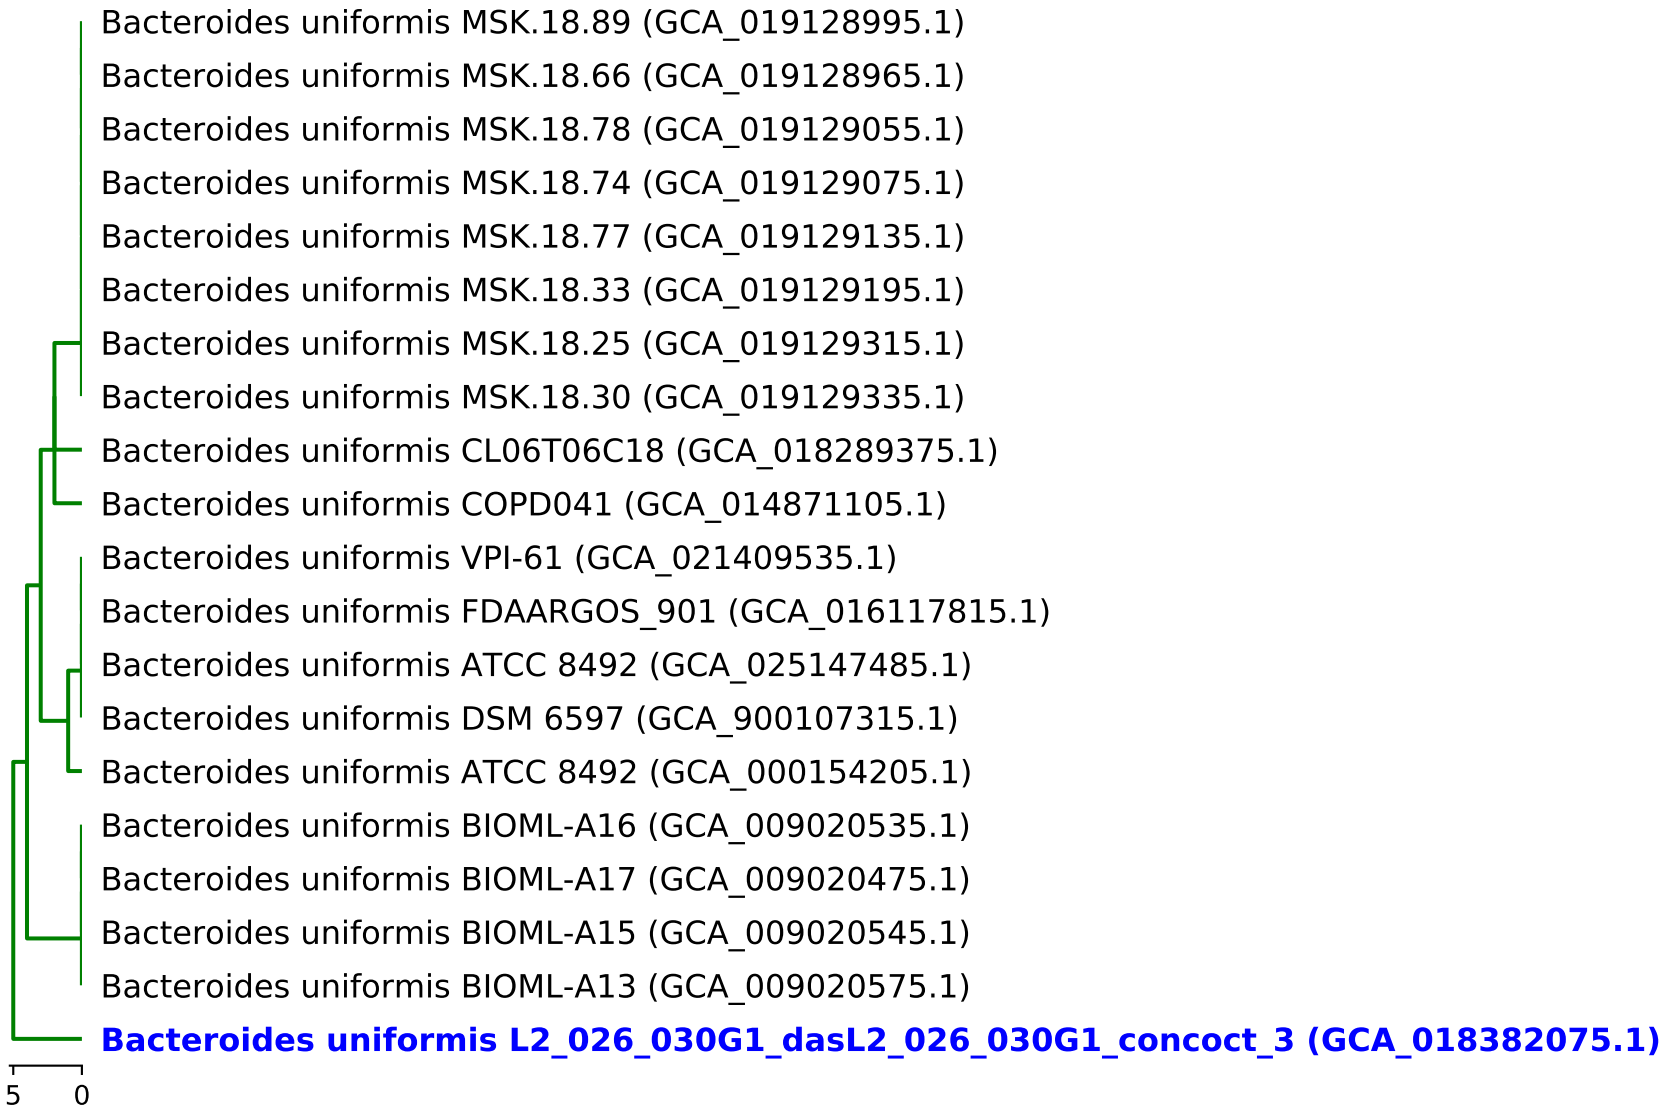 Bacteroides uniformis MSK.18.89 (GCA_019128995.1)
Bacteroides uniformis MSK.18.66 (GCA_019128965.1)
Bacteroides uniformis MSK.18.78 (GCA_019129055.1)
Bacteroides uniformis MSK.18.74 (GCA_019129075.1)
Bacteroides uniformis MSK.18.77 (GCA_019129135.1)
Bacteroides uniformis MSK.18.33 (GCA_019129195.1)
Bacteroides uniformis MSK.18.25 (GCA_019129315.1)
Bacteroides uniformis MSK.18.30 (GCA_019129335.1)
Bacteroides uniformis CL06T06C18 (GCA_018289375.1)
Bacteroides uniformis COPD041 (GCA_014871105.1)
Bacteroides uniformis VPI-61 (GCA_021409535.1)
Bacteroides uniformis FDAARGOS_901 (GCA_016117815.1)
Bacteroides uniformis ATCC 8492 (GCA_025147485.1)
Bacteroides uniformis DSM 6597 (GCA_900107315.1)
Bacteroides uniformis ATCC 8492 (GCA_000154205.1)
Bacteroides uniformis BIOML-A16 (GCA_009020535.1)
Bacteroides uniformis BIOML-A17 (GCA_009020475.1)
Bacteroides uniformis BIOML-A15 (GCA_009020545.1)
Bacteroides uniformis BIOML-A13 (GCA_009020575.1)
Bacteroides uniformis L2_026_030G1_dasL2_026_030G1_concoct_3 (GCA_018382075.1)
5 0